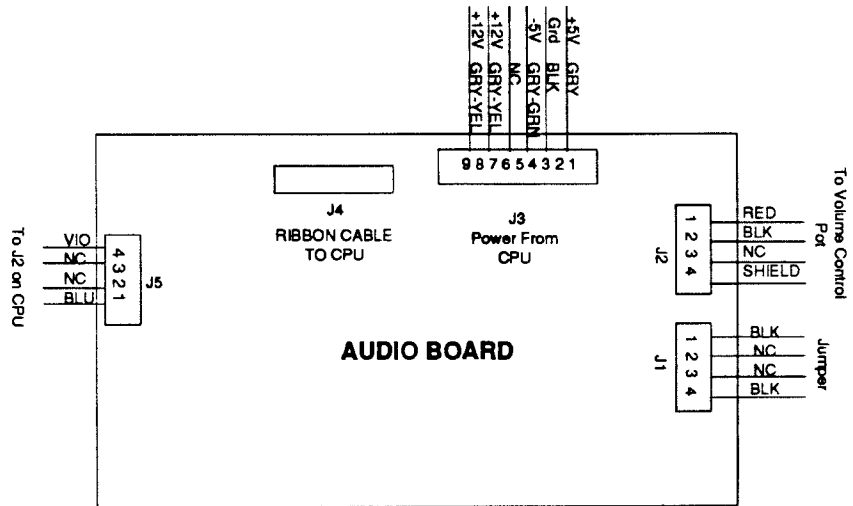 +12V GRY-YEL
+12V GRY-YEL
NC
-5V GRY-GRN
Grd BLK
+5V GRY
9 8 7 6 5 4 3 2 1
J4
RIBBON CABLE
TO CPU
J3
Power From
CPU
To J2 on CPU
VIO
NC
NC
BLU
4 3 2 1
J5
J2
1 2 3 4
RED
BLK
NC
SHIELD
To Volume Control
Pot
AUDIO BOARD
J1
1 2 3 4
BLK
NC
NC
BLK
Jumper